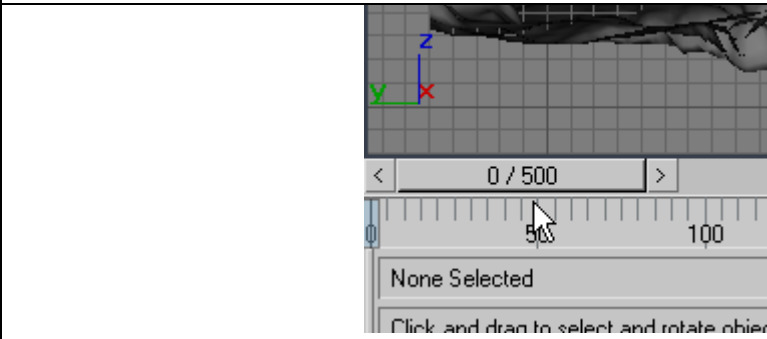 z
y x
< 0 / 500 >
0 50 100
None Selected
Click and drag to select and rotate objec